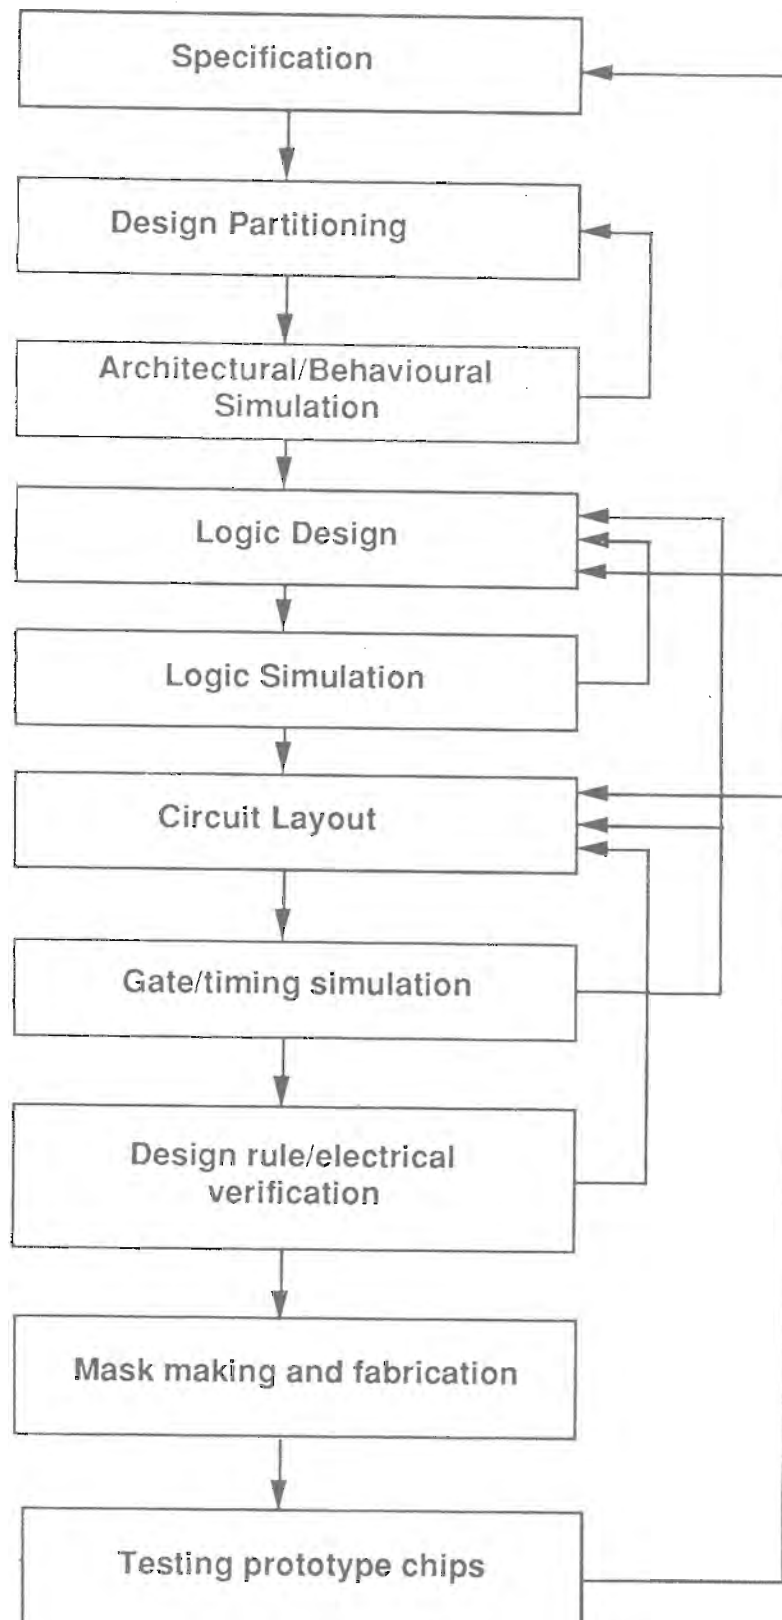 Specification
Design Partitioning
Architectural/Behavioural
Simulation
Logic Design
Logic Simulation
Circuit Layout
Gate/timing simulation
Design rule/electrical
verification
Mask making and fabrication
Testing prototype chips